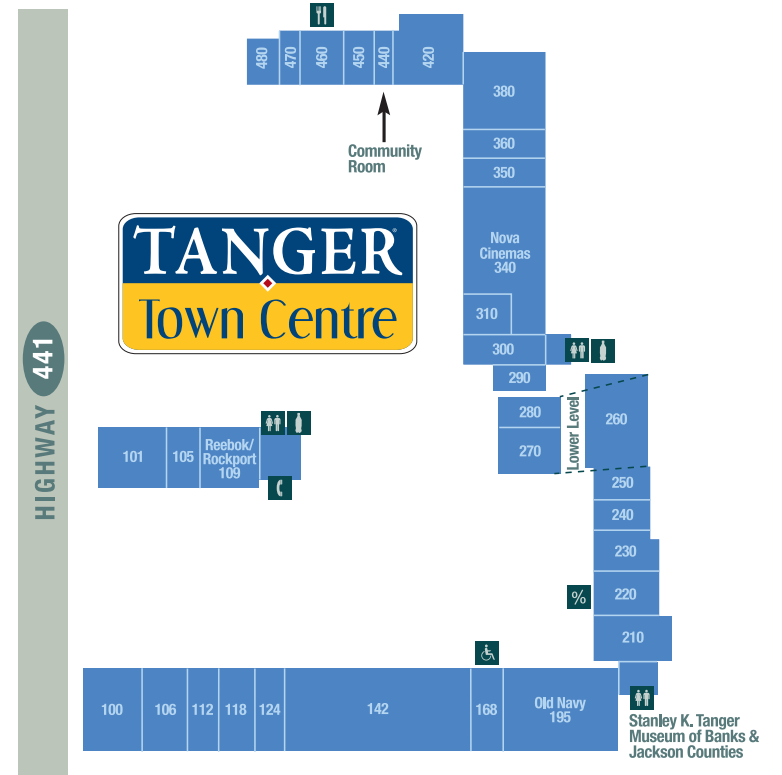 480
470
460
450
440
420
380
Community
Room
360
350
TANGER®
Town Centre
Nova
Cinemas
340
310
300
290
HIGHWAY 441
280
270
Lower Level
260
101
105
Reebok/
Rockport
109
250
240
230
%
220
210
100
106
112
118
124
142
168
Old Navy
195
Stanley K. Tanger
Museum of Banks &
Jackson Counties